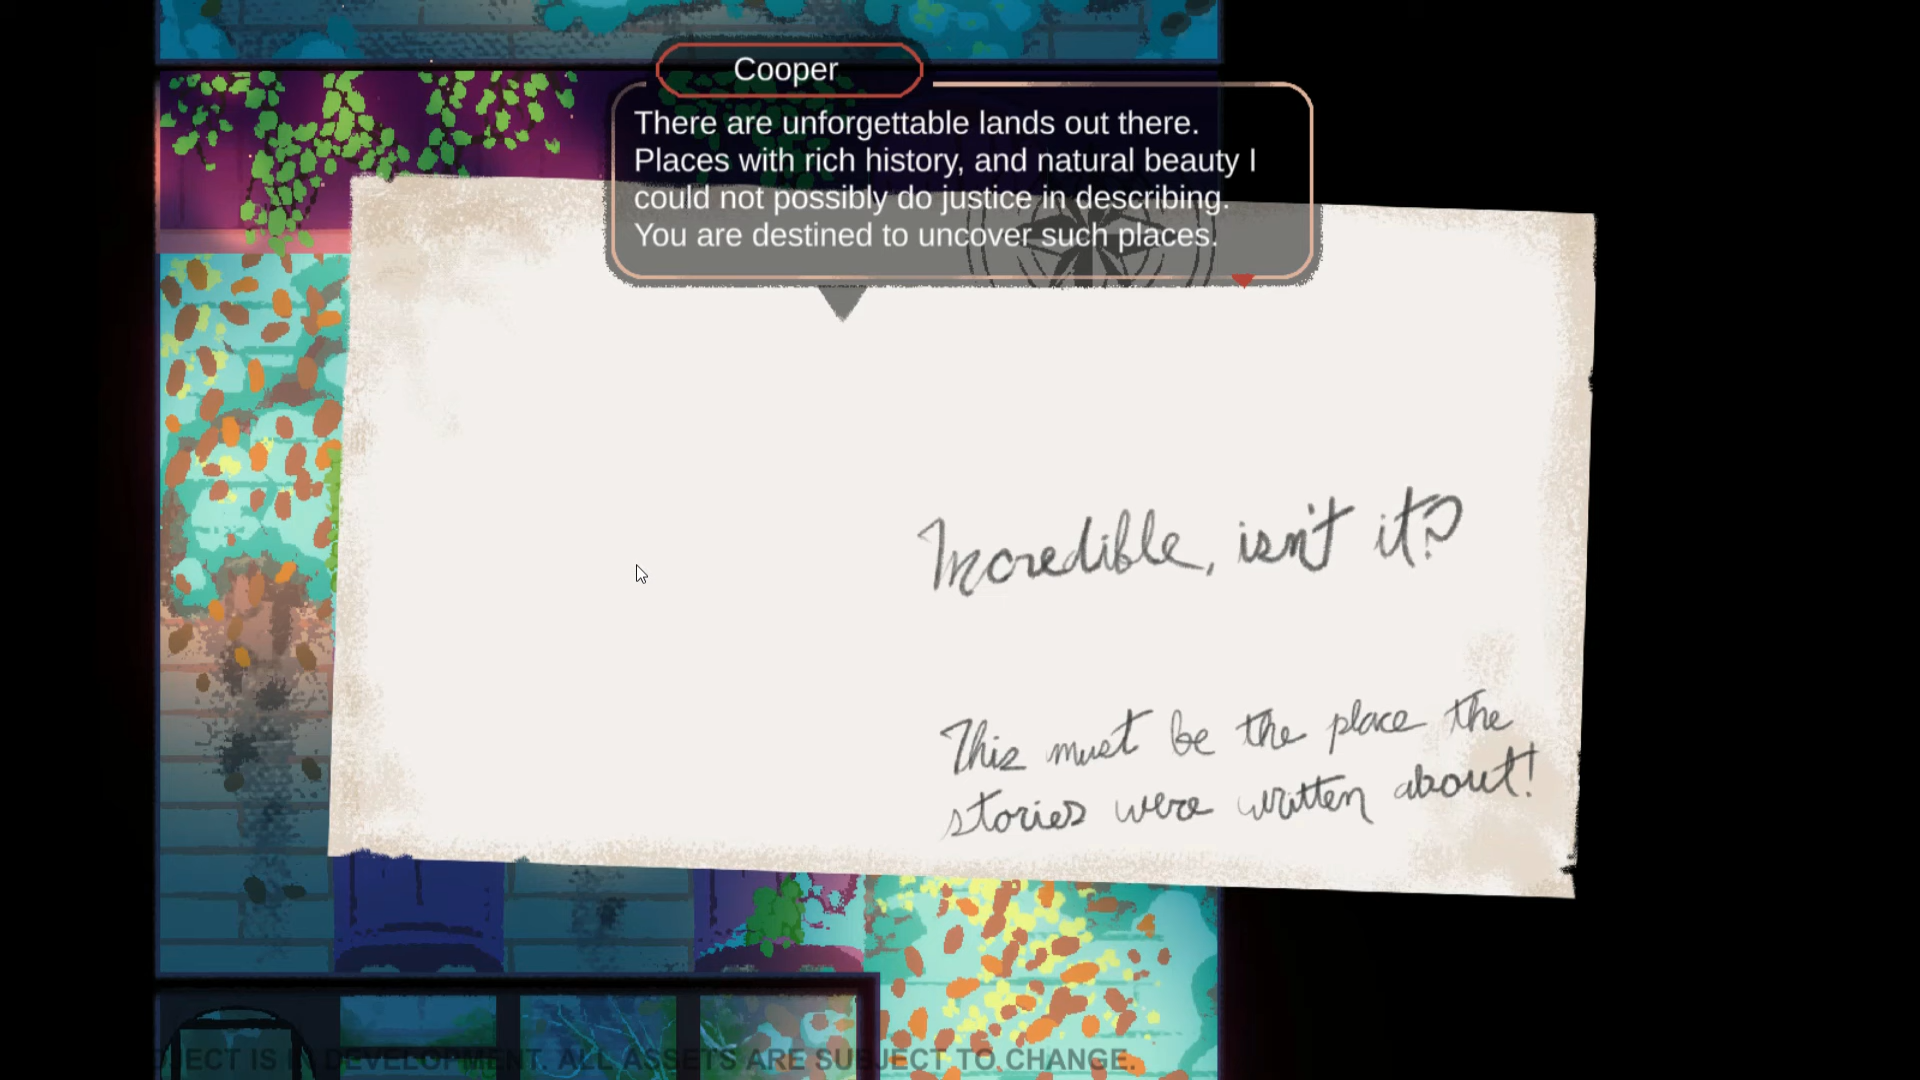 Cooper
There are unforgettable lands out there.
Places with rich history, and natural beauty I
could not possibly do justice in describing.
You are destined to uncover such places.
Incredible, isn't it?
This must be the place the
stories were written about!
JECT IS IN DEVELOPMENT. ALL ASSETS ARE SUBJECT TO CHANGE.